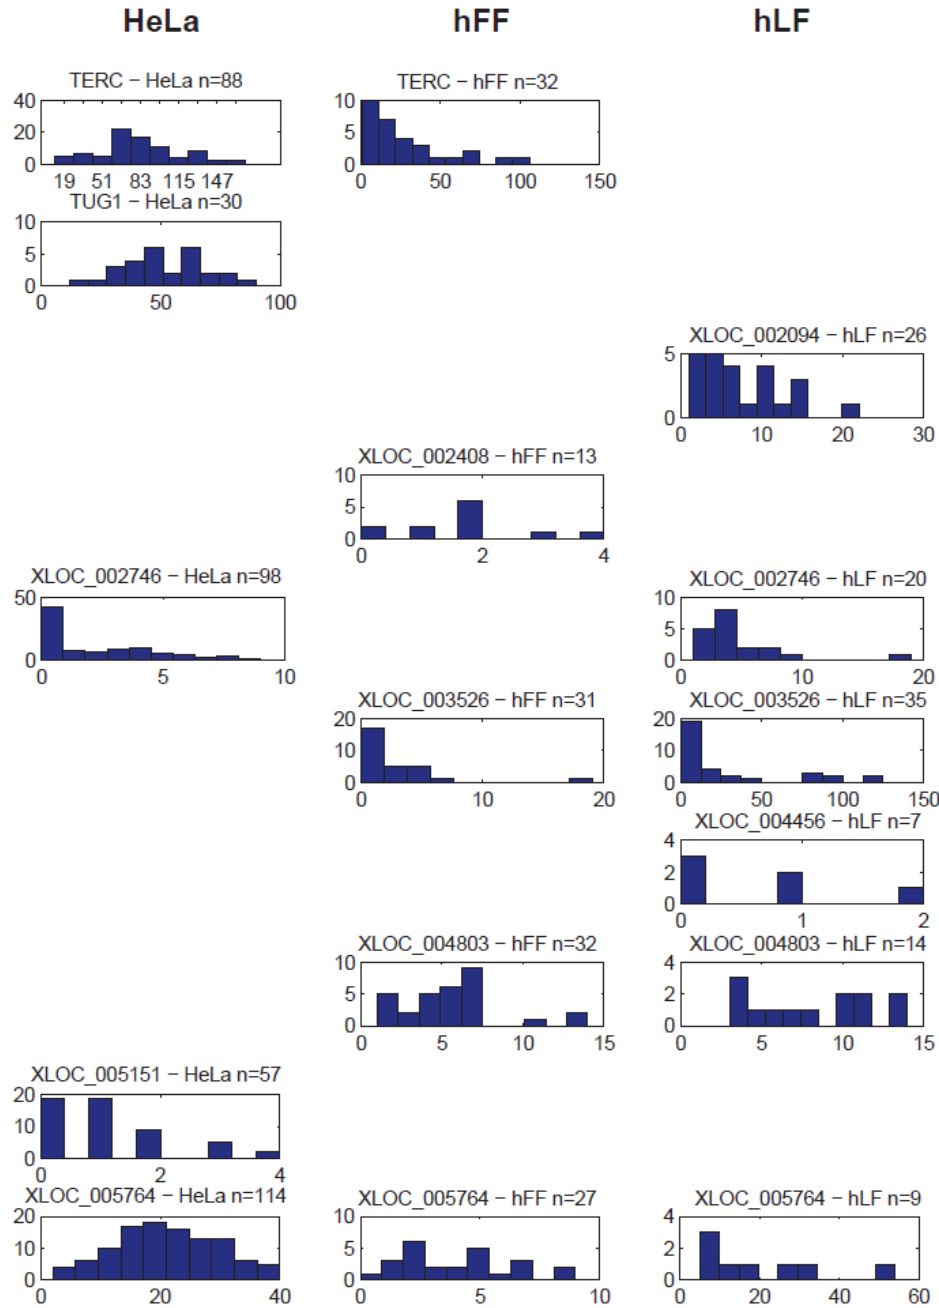 HeLa hFF hLF
TERC − HeLa n=88 TERC − hFF n=32
40 10
20 5
0 0
19 51 83 115 147 0 50 100 150
TUG1 − HeLa n=30
10
5
0
0 50 100
XLOC_002094 − hLF n=26
5
0
0 10 20 30
XLOC_002408 − hFF n=13
10
5
0
2 4
XLOC_002746 − HeLa n=98 XLOC_002746 − hLF n=20
50 10
5
0 0
0 5 10 0 10 20
XLOC_003526 − hFF n=31 XLOC_003526 − hLF n=35
20 20
10 10
0 0
0 10 20 0 50 100 150
XLOC_004456 − hLF n=7
4
2
0
0 1 2
XLOC_004803 − hFF n=32 XLOC_004803 − hLF n=14
10 4
5 2
0 0
0 5 10 15 0 5 10 15
XLOC_005151 − HeLa n=57
20
10
0
0 2 4
XLOC_005764 − HeLa n=114 XLOC_005764 − hFF n=27 XLOC_005764 − hLF n=9
20 10 4
10 5 2
0 0 0
0 20 40 0 5 10 0 20 40 60